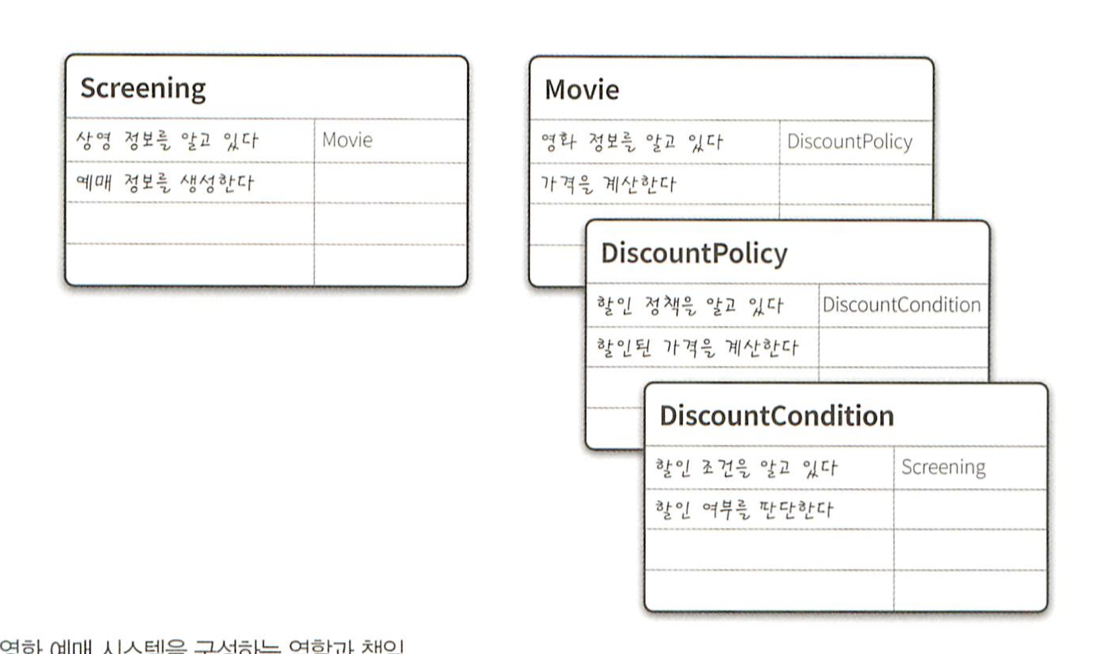 Screening
상영 정보를 알고 있다 Movie
예매 정보를 생성한다
Movie
영화 정보를 알고 있다 DiscountPolicy
가격을 계산한다
DiscountPolicy
할인 정책을 알고 있다 DiscountCondition
할인된 가격을 계산한다
DiscountCondition
할인 조건을 알고 있다 Screening
할인 여부를 판단한다
영화 예매 시스템을 구성하는 역할과 책임